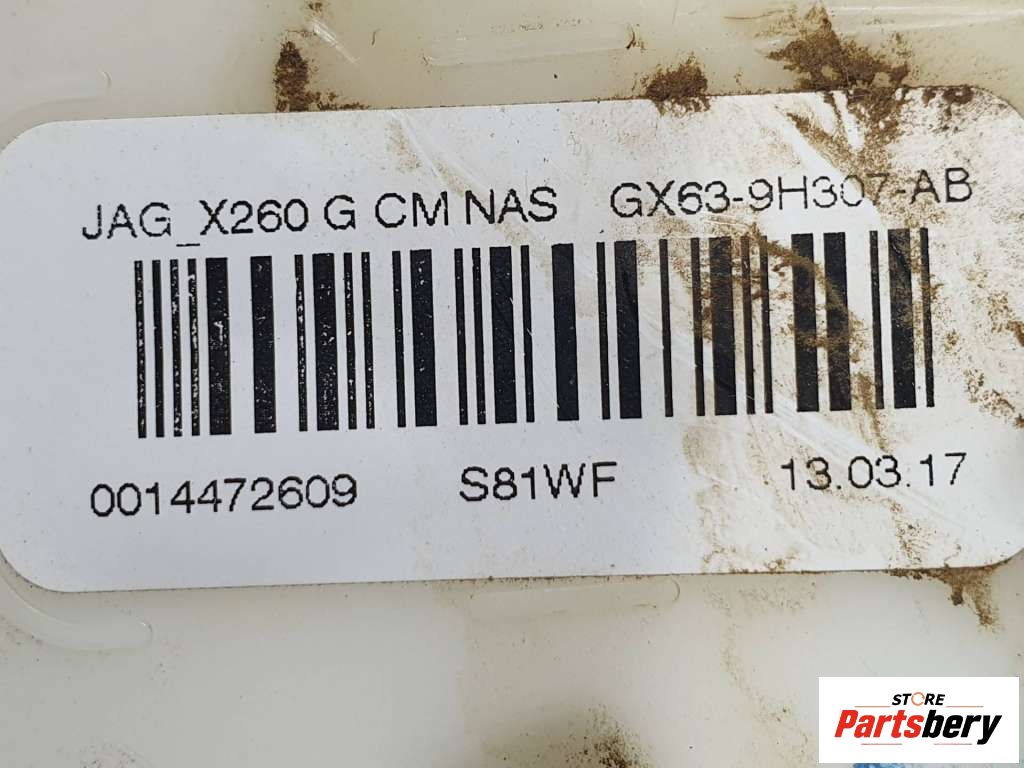 JAG_X260 G CM NAS GX63-9H307-AB
0014472609 S81WF 13.03.17
STORE
Partsbery